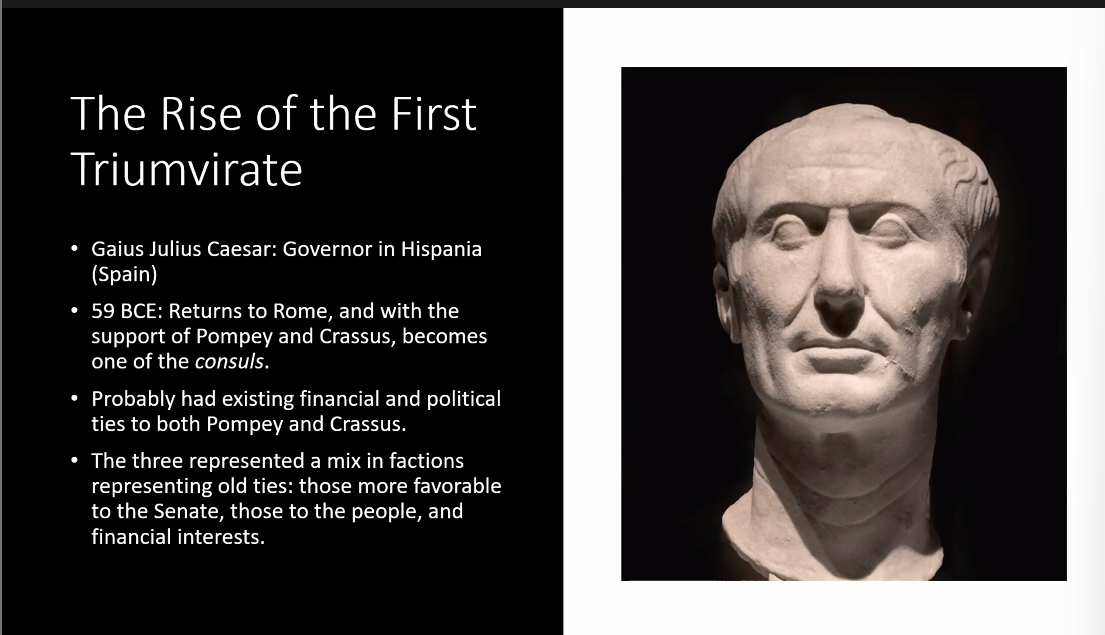 The Rise of the First
Triumvirate
• Gaius Julius Caesar: Governor in Hispania
(Spain)
• 59 BCE: Returns to Rome, and with the
support of Pompey and Crassus, becomes
one of the consuls.
• Probably had existing financial and political
ties to both Pompey and Crassus.
• The three represented a mix in factions
representing old ties: those more favorable
to the Senate, those to the people, and
financial interests.